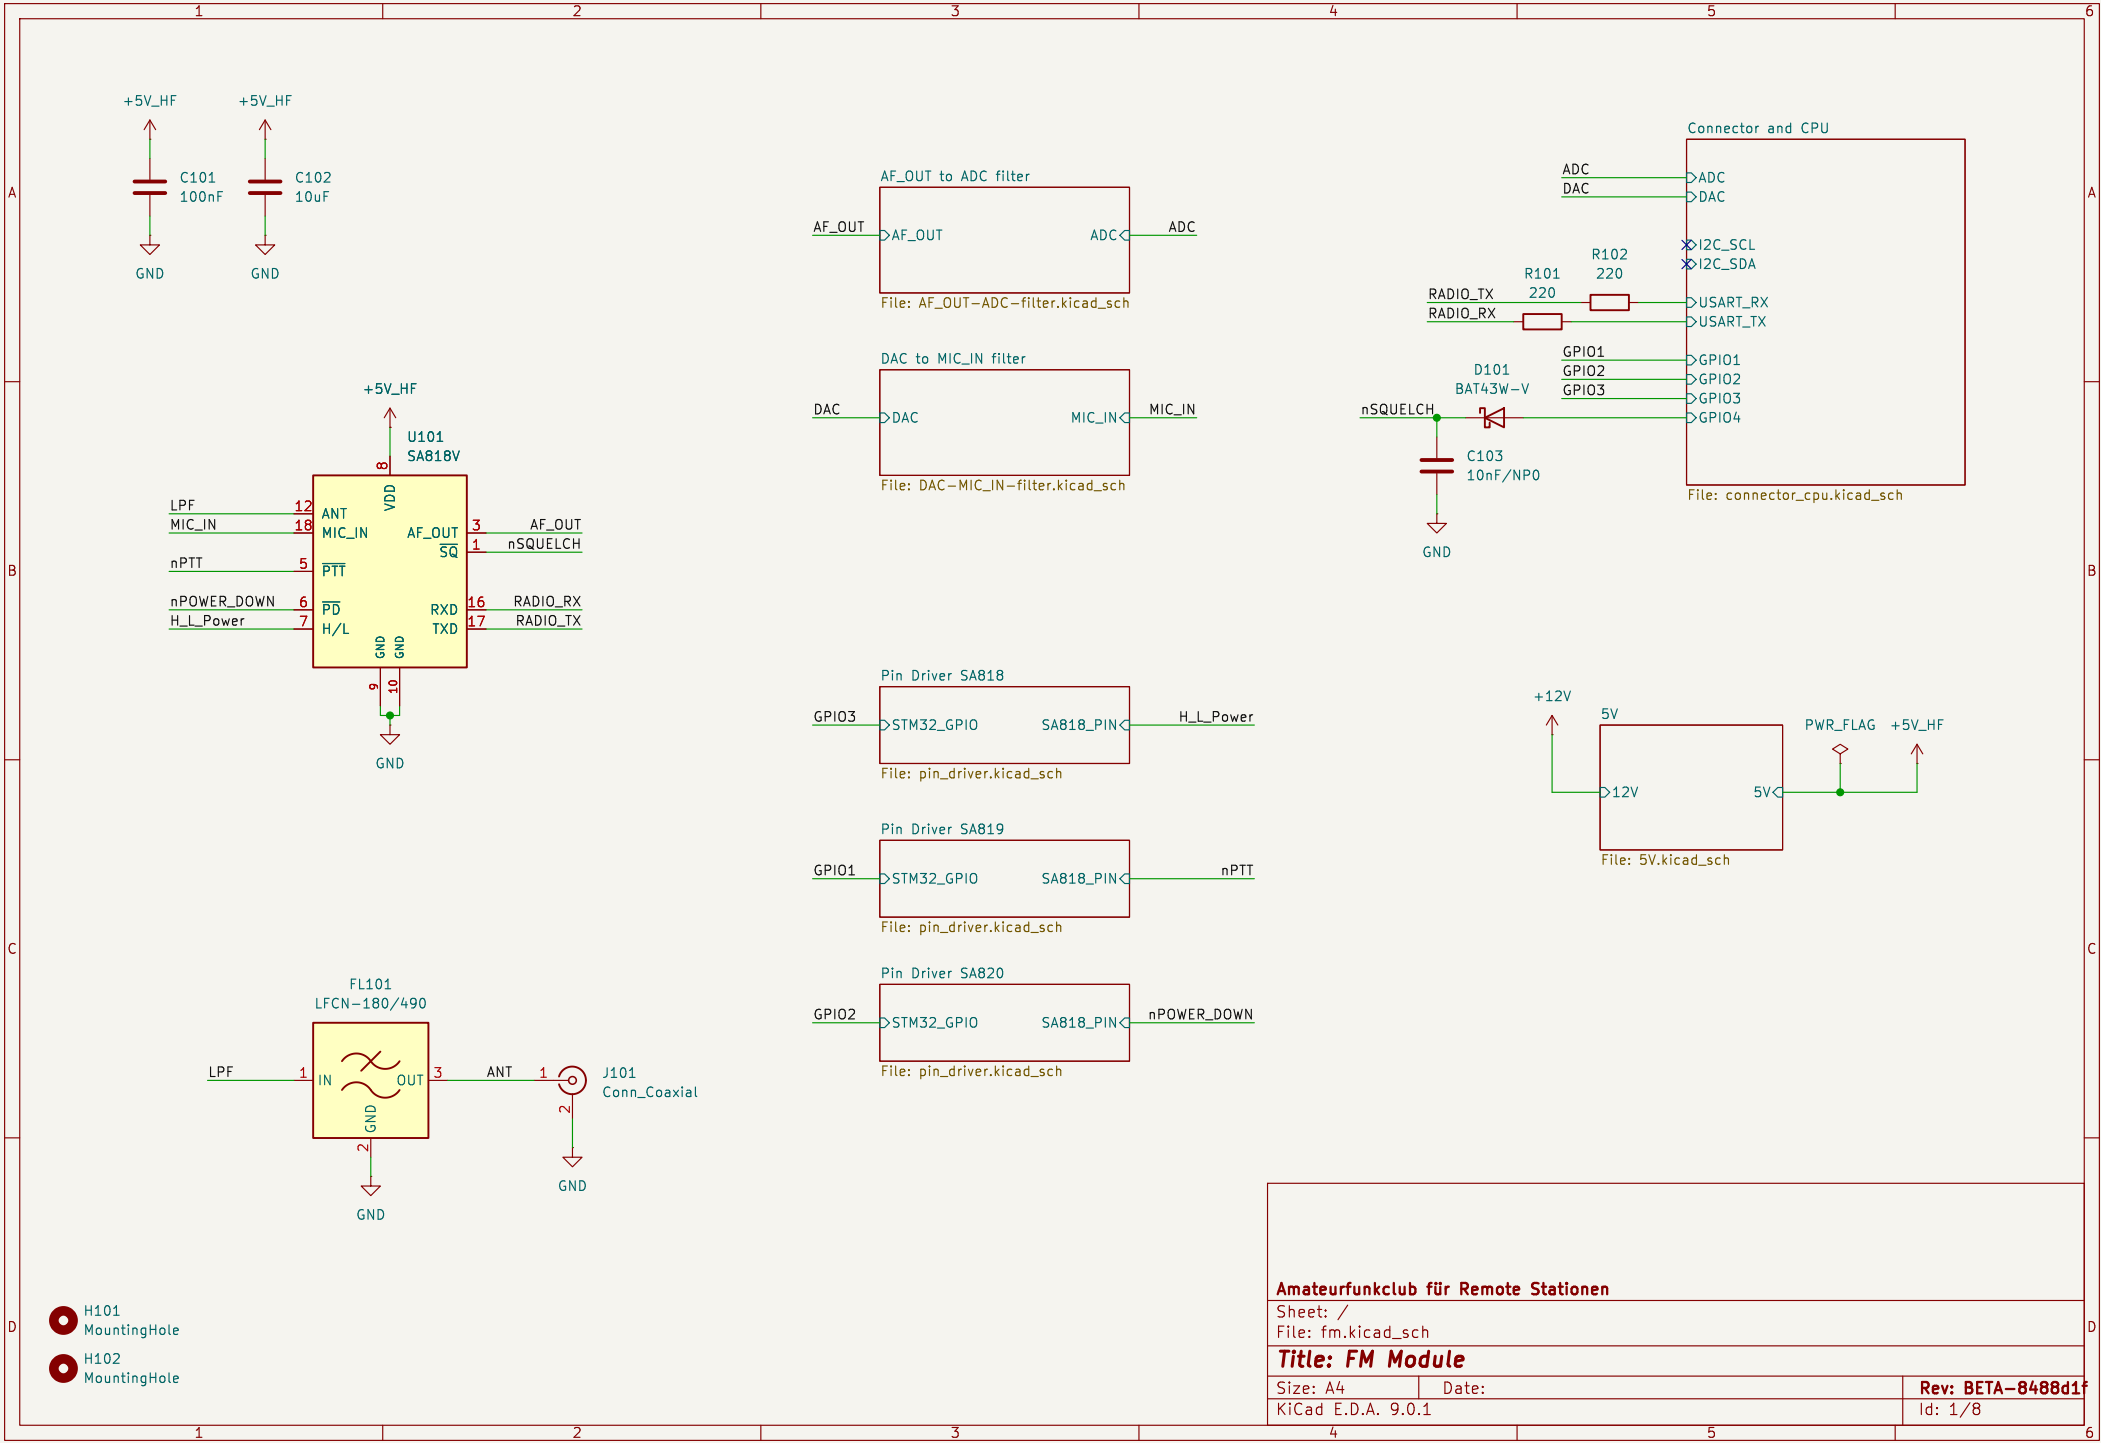 1 2 3 4 5 6
A
B
C
D
+5V_HF
C101
100nF
GND
+5V_HF
C102
10uF
GND
+5V_HF
U101
SA818V
8
VDD
LPF
12
ANT
MIC_IN
18
MIC_IN
nPTT
5
PTT
nPOWER_DOWN
6
PD
H_L_Power
7
H/L
AF_OUT
3
AF_OUT
SQ
1
nSQUELCH
RXD
16
RADIO_RX
TXD
17
RADIO_TX
GND
GND
9
10
GND
FL101
LFCN-180/490
LPF
1
IN
OUT
3
ANT
GND
2
GND
1
J101
Conn_Coaxial
2
GND
H101
MountingHole
H102
MountingHole
AF_OUT to ADC filter
AF_OUT
AF_OUT
ADC
ADC
File: AF_OUT-ADC-filter.kicad_sch
DAC to MIC_IN filter
DAC
DAC
MIC_IN
MIC_IN
File: DAC-MIC_IN-filter.kicad_sch
Pin Driver SA818
GPIO3
STM32_GPIO
SA818_PIN
H_L_Power
File: pin_driver.kicad_sch
Pin Driver SA819
GPIO1
STM32_GPIO
SA818_PIN
nPTT
File: pin_driver.kicad_sch
Pin Driver SA820
GPIO2
STM32_GPIO
SA818_PIN
nPOWER_DOWN
File: pin_driver.kicad_sch
Connector and CPU
ADC
ADC
DAC
DAC
I2C_SCL
I2C_SDA
R102
220
R101
220
RADIO_TX
USART_RX
RADIO_RX
USART_TX
GPIO1
GPIO1
GPIO2
GPIO2
GPIO3
GPIO3
D101
BAT43W-V
nSQUELCH
GPIO4
C103
10nF/NP0
GND
File: connector_cpu.kicad_sch
+12V
5V
12V
5V
PWR_FLAG
+5V_HF
File: 5V.kicad_sch
Amateurfunkclub für Remote Stationen
Sheet: /
File: fm.kicad_sch
Title: FM Module
Size: A4
Date:
Rev: BETA-8488d1f
KiCad E.D.A. 9.0.1
Id: 1/8
A
B
C
D
1 2 3 4 5 6